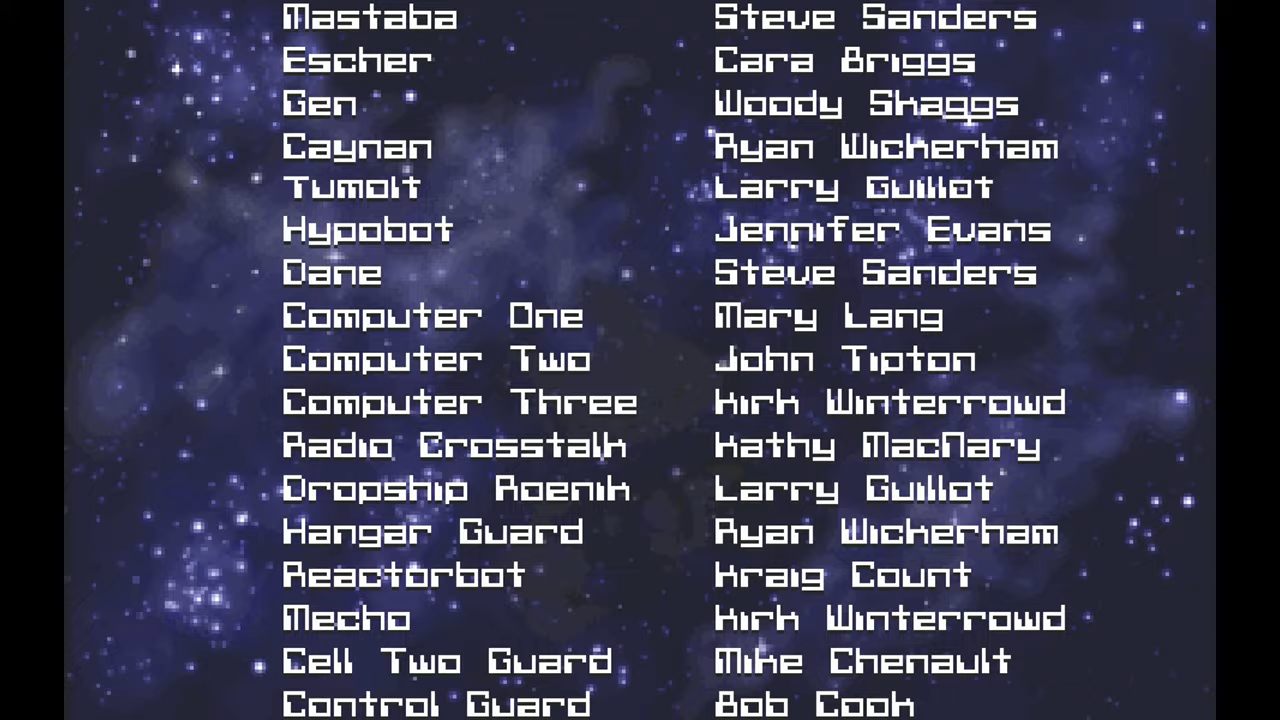 Mastaba Steve Sanders
Escher Cara Briggs
Gen Woody Skaggs
Caynan Ryan Wickerham
Tumolt Larry Guillot
Hypobot Jennifer Evans
Dane Steve Sanders
Computer One Mary Lang
Computer Two John Tipton
Computer Three Kirk Winterrowd
Radio Crosstalk Kathy MacNary
Dropship Roenik Larry Guillot
Hangar Guard Ryan Wickerham
Reactorbot Kraig Count
Mecho Kirk Winterrowd
Cell Two Guard Mike Chenault
Control Guard Bob Cook